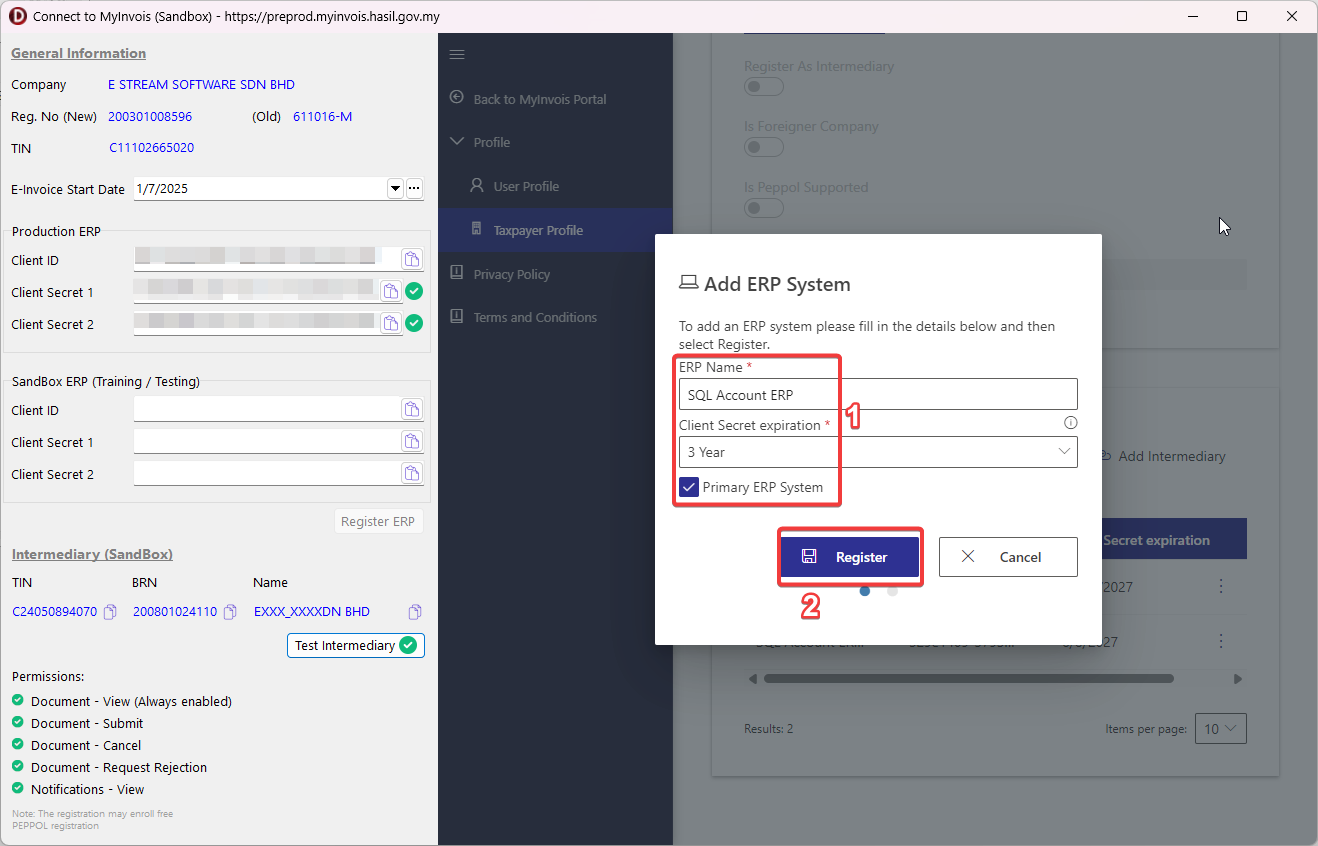 Connect to MyInvois (Sandbox) - https://preprod.myinvois.hasil.gov.my
General Information
Company E STREAM SOFTWARE SDN BHD
Reg. No (New) 200301008596 (Old) 611016-M
TIN C11102665020
E-Invoice Start Date 1/7/2025
Production ERP
Client ID
Client Secret 1
Client Secret 2
SandBox ERP (Training / Testing)
Client ID
Client Secret 1
Client Secret 2
Register ERP
Intermediary (SandBox)
TIN BRN Name
C24050894070 200801024110 EXXX_XXXXDN BHD
Test Intermediary
Permissions:
Document - View (Always enabled)
Document - Submit
Document - Cancel
Document - Request Rejection
Notifications - View
Note: The registration may enroll free
PEPPOL registration
Back to MyInvois Portal
Profile
User Profile
Taxpayer Profile
Privacy Policy
Terms and Conditions
Register As Intermediary
Is Foreigner Company
Is Peppol Supported
Add ERP System
To add an ERP system please fill in the details below and then
select Register.
ERP Name *
SQL Account ERP
1
Client Secret expiration *
3 Year
Primary ERP System
Register
Cancel
2
Add Intermediary
Secret expiration
/2027
Results: 2
Items per page: 10